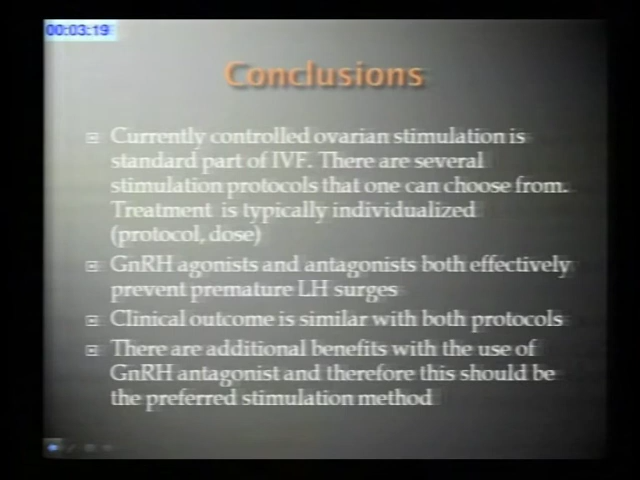 00:03:19
Conclusions
Currently controlled ovarian stimulation is
standard part of IVF. There are several
stimulation protocols that one can choose from.
Treatment is typically individualized
(protocol, dose)
GnRH agonists and antagonists both effectively
prevent premature LH surges
Clinical outcome is similar with both protocols
There are additional benefits with the use of
GnRH antagonist and therefore this should be
the preferred stimulation method